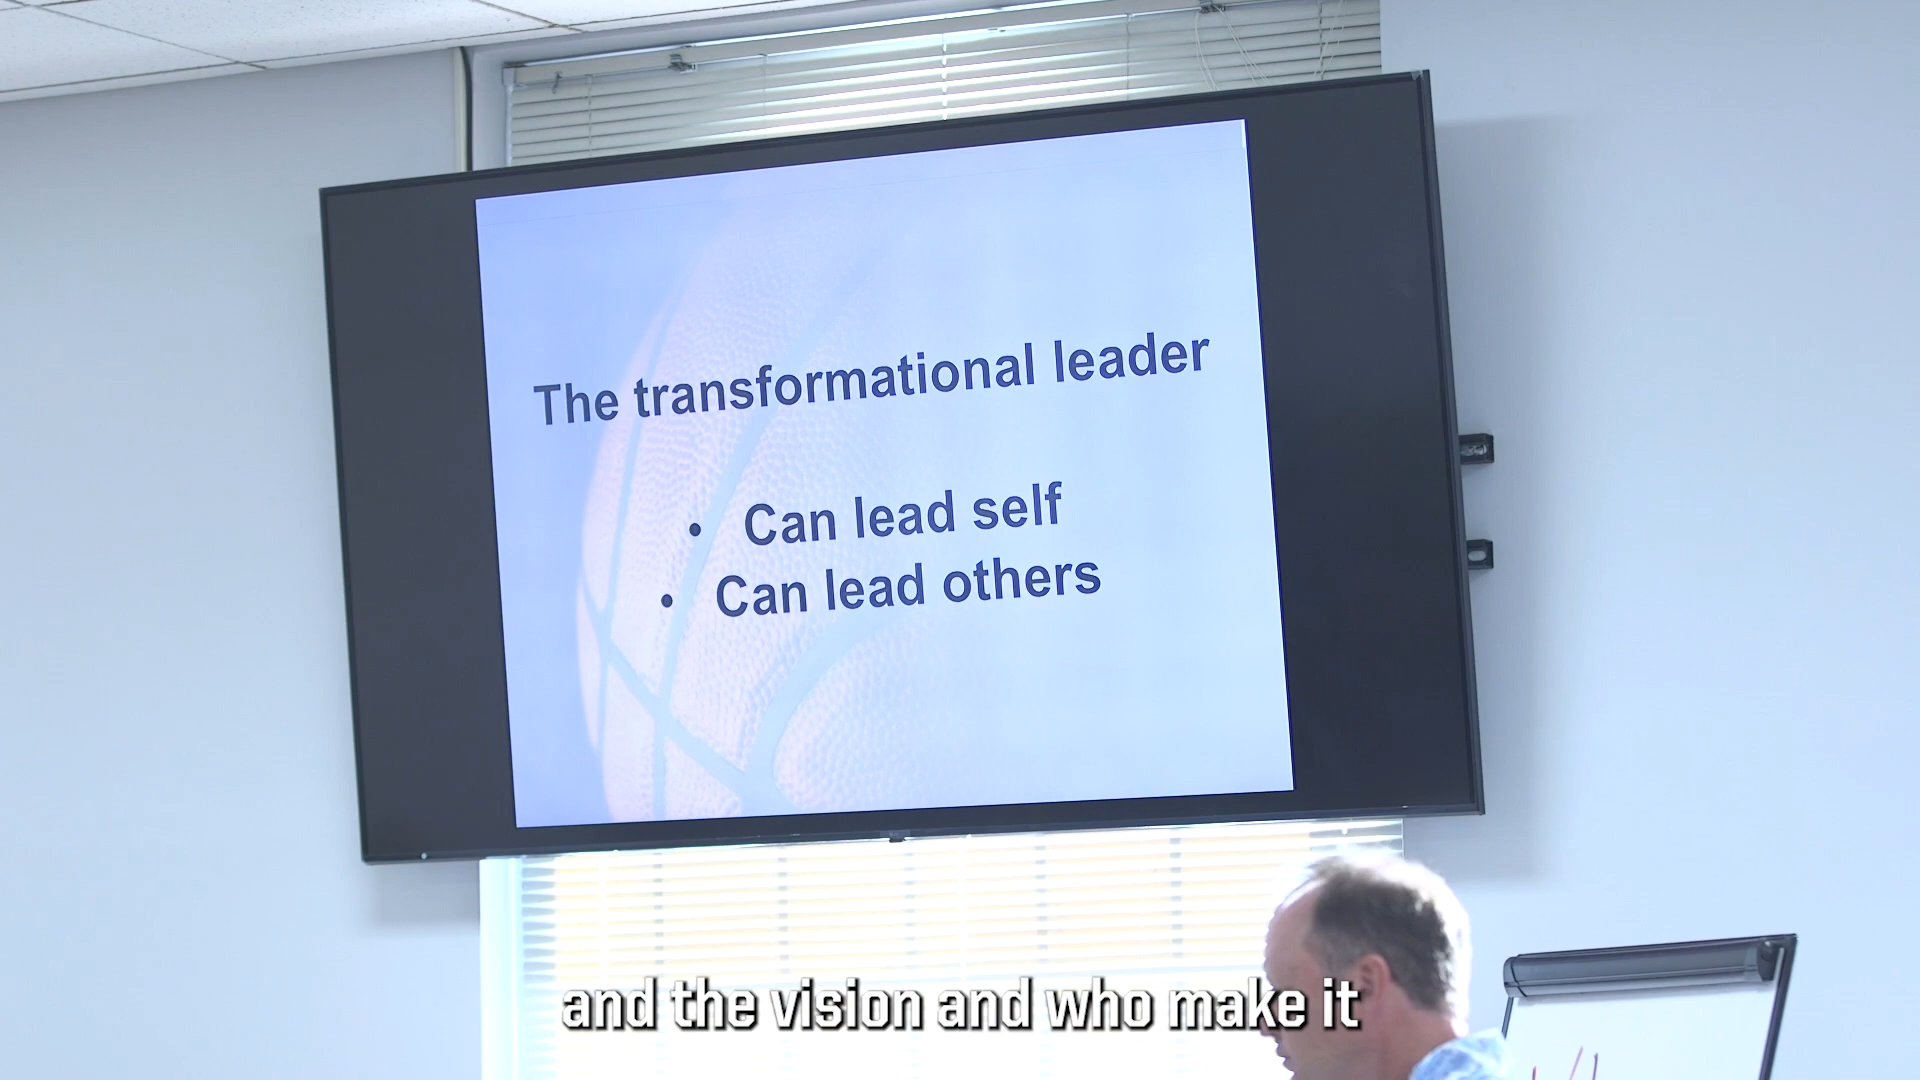 The transformational leader
• Can lead self
• Can lead others
and the vision and who make it